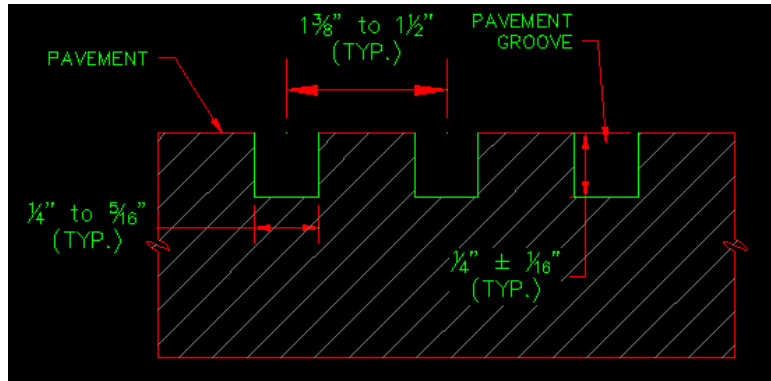 1⅜" to 1½"
(TYP.)
PAVEMENT
GROOVE
PAVEMENT
¼" to 5⁄16"
(TYP.)
¼" ± 1⁄16"
(TYP.)